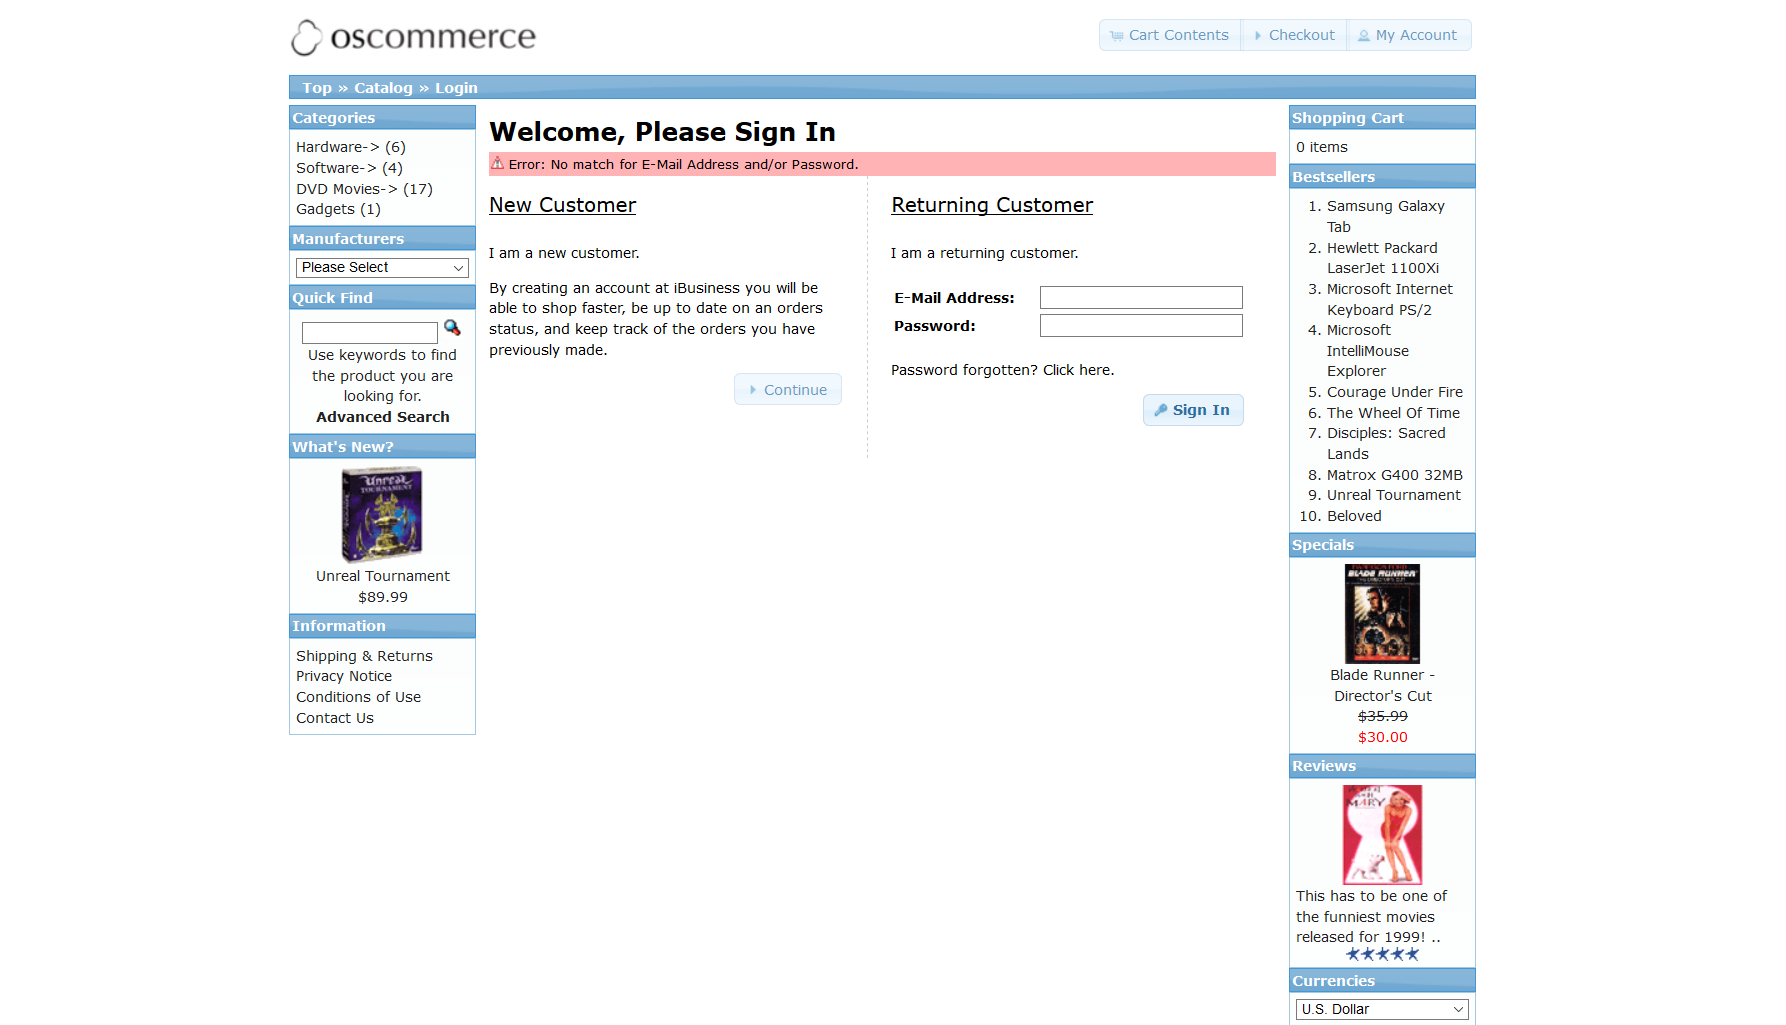 oscommerce
Cart Contents
Checkout
My Account
Top » Catalog » Login
Categories
Hardware-> (6)
Software-> (4)
DVD Movies-> (17)
Gadgets (1)
Manufacturers
Please Select
Quick Find
Use keywords to find
the product you are
looking for.
Advanced Search
What's New?
Unreal
TOURNAMENT
Unreal Tournament
$89.99
Information
Shipping & Returns
Privacy Notice
Conditions of Use
Contact Us
Welcome, Please Sign In
Error: No match for E-Mail Address and/or Password.
New Customer
I am a new customer.
By creating an account at iBusiness you will be
able to shop faster, be up to date on an orders
status, and keep track of the orders you have
previously made.
Continue
Returning Customer
I am a returning customer.
E-Mail Address:
Password:
Password forgotten? Click here.
Sign In
Shopping Cart
0 items
Bestsellers
1. Samsung Galaxy
Tab
2. Hewlett Packard
LaserJet 1100Xi
3. Microsoft Internet
Keyboard PS/2
4. Microsoft
IntelliMouse
Explorer
5. Courage Under Fire
6. The Wheel Of Time
7. Disciples: Sacred
Lands
8. Matrox G400 32MB
9. Unreal Tournament
10. Beloved
Specials
BLADE RUNNER
Blade Runner -
Director's Cut
$35.99
$30.00
Reviews
MARY
This has to be one of
the funniest movies
released for 1999! ..
Currencies
U.S. Dollar